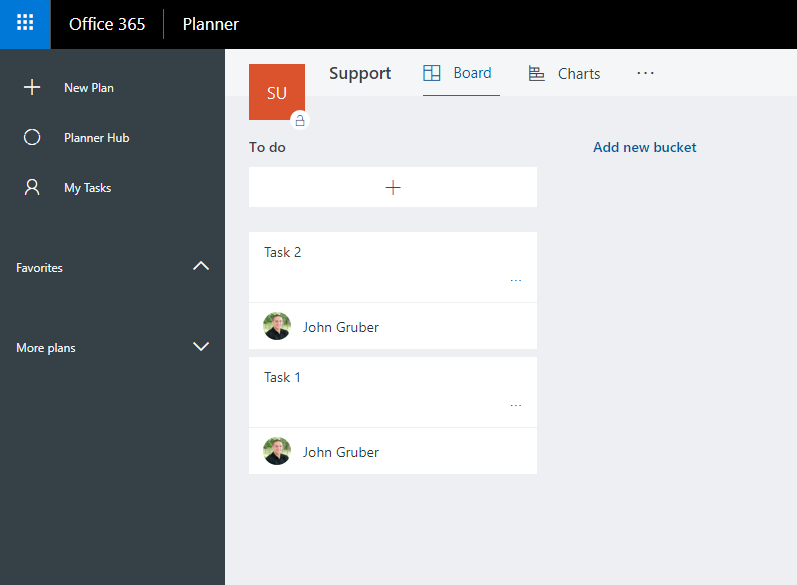 Office 365
Planner
New Plan
Planner Hub
My Tasks
Favorites
More plans
SU
Support
Board
Charts
...
To do
Add new bucket
Task 2
...
John Gruber
Task 1
...
John Gruber